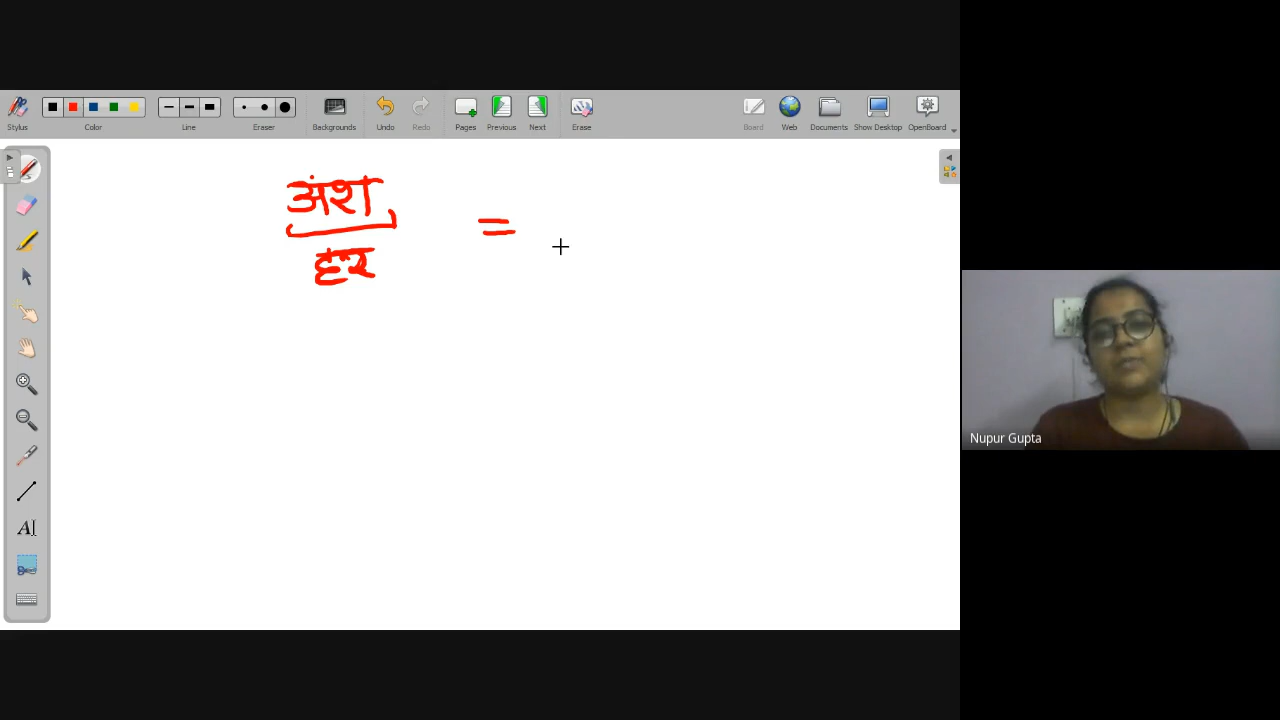 Stylus Color Line Eraser Backgrounds Undo Redo Pages Previous Next Erase Board Web Documents Show Desktop OpenBoard
अंश
=
हर
Nupur Gupta